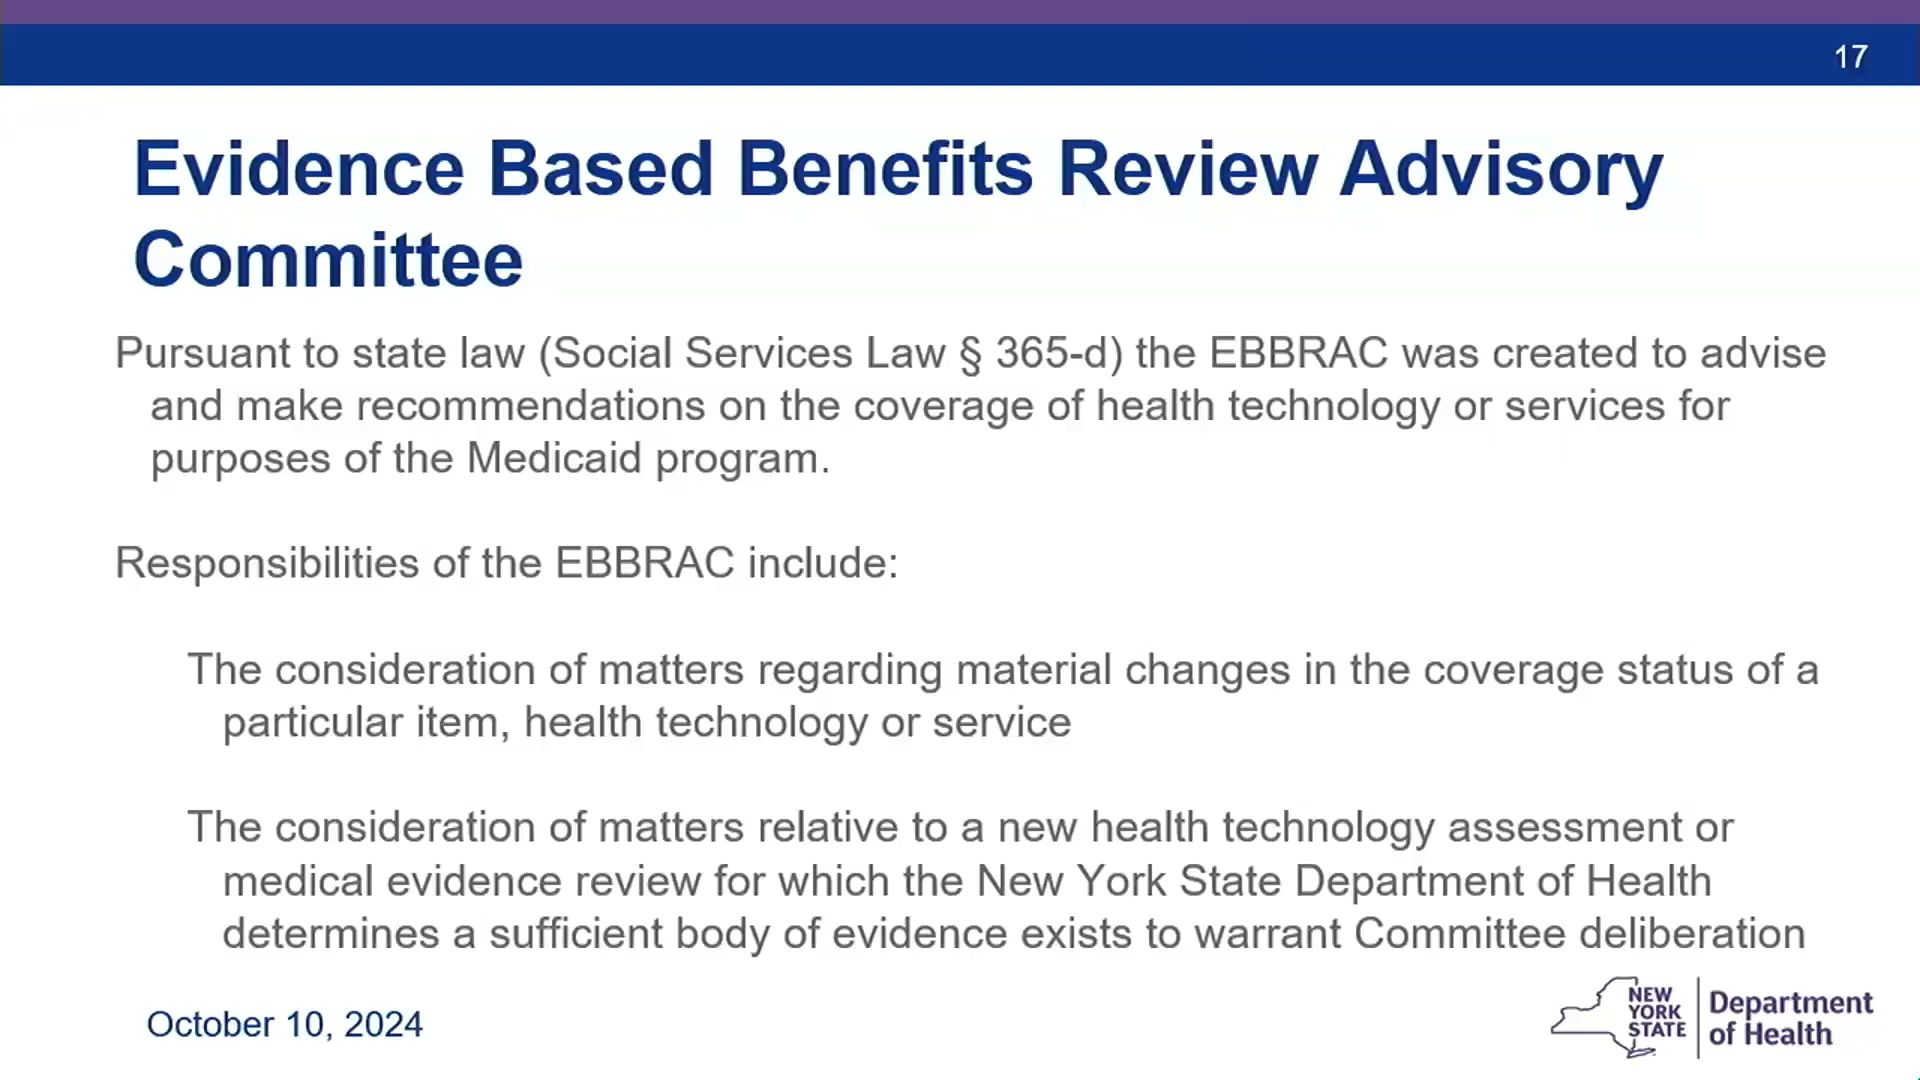 17
Evidence Based Benefits Review Advisory
Committee
Pursuant to state law (Social Services Law § 365-d) the EBBRAC was created to advise
and make recommendations on the coverage of health technology or services for
purposes of the Medicaid program.
Responsibilities of the EBBRAC include:
The consideration of matters regarding material changes in the coverage status of a
particular item, health technology or service
The consideration of matters relative to a new health technology assessment or
medical evidence review for which the New York State Department of Health
determines a sufficient body of evidence exists to warrant Committee deliberation
October 10, 2024
NEW
YORK
STATE
Department
of Health